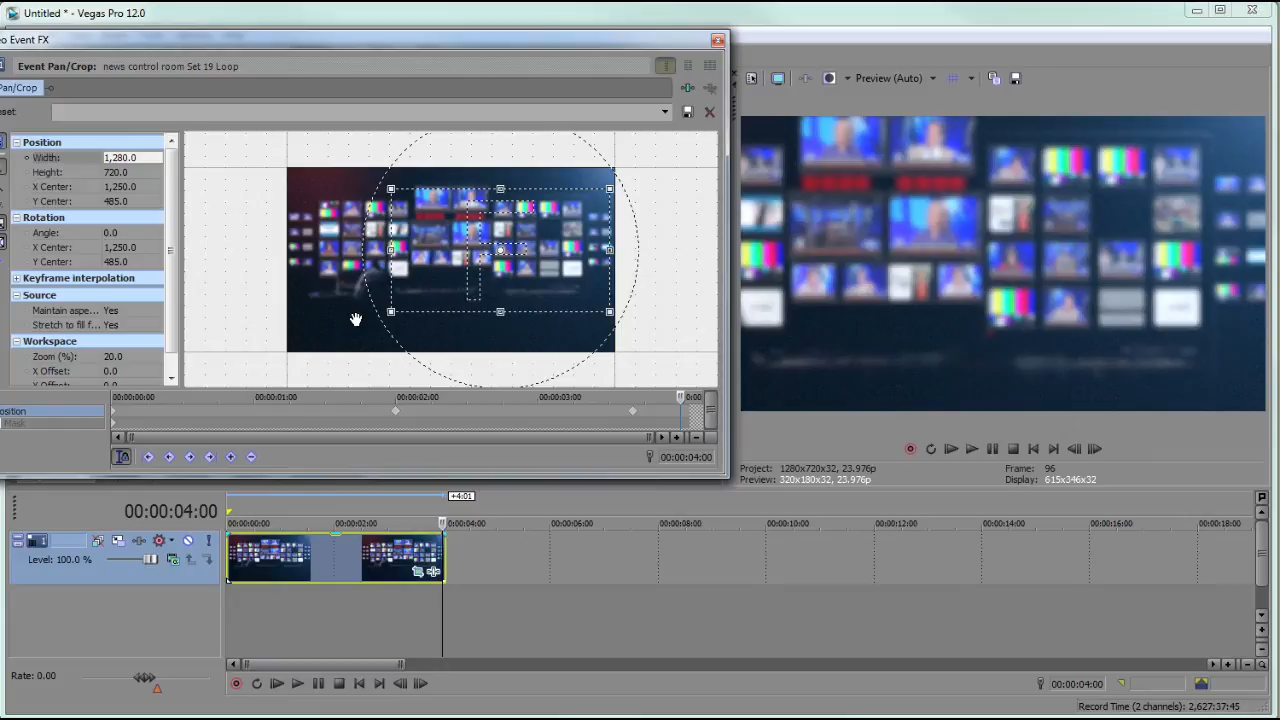 Untitled * - Vegas Pro 12.0
eo Event FX
Event Pan/Crop: news control room Set 19 Loop
Pan/Crop
set:
Preview (Auto)
Position
Width: 1,280.0
Height: 720.0
X Center: 1,250.0
Y Center: 485.0
Rotation
Angle: 0.0
X Center: 1,250.0
Y Center: 485.0
Keyframe interpolation
Source
Maintain aspe... Yes
Stretch to fill f... Yes
Workspace
Zoom (%): 20.0
X Offset: 0.0
00:00:00:00 00:00:01:00 00:00:02:00 00:00:03:00 0:00
osition
Mask
00:00:04:00
Project: 1280x720x32, 23.976p
Preview: 320x180x32, 23.976p
Frame: 96
Display: 615x346x32
+4:01
00:00:04:00
00:00:00:00 00:00:02:00 00:00:04:00 00:00:06:00 00:00:08:00 00:00:10:00 00:00:12:00 00:00:14:00 00:00:16:00 00:00:18:00
1
Level: 100.0 %
Rate: 0.00
00:00:04:00
Record Time (2 channels): 2,627:37:45